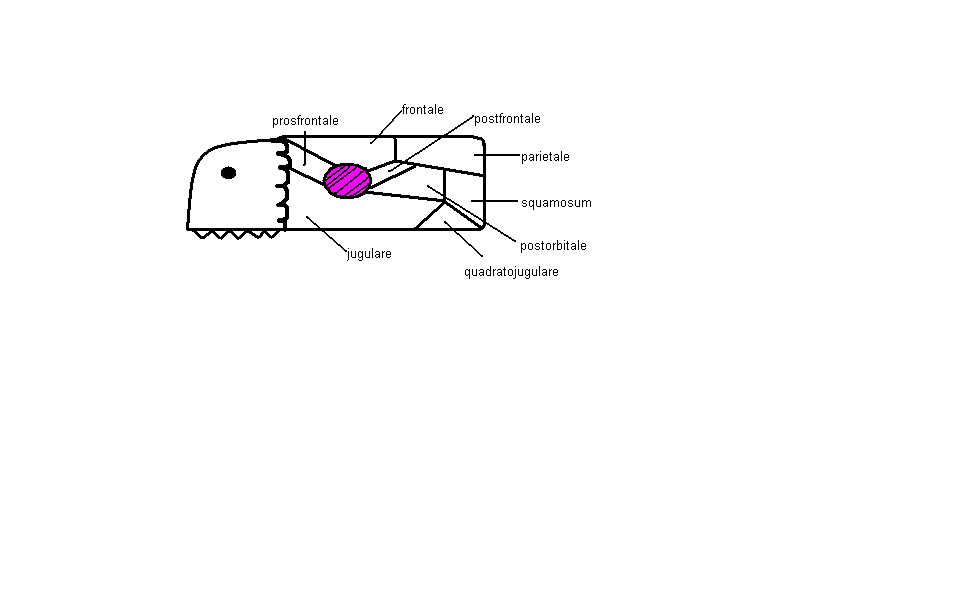 frontale
prosfrontale
postfrontale
parietale
squamosum
postorbitale
jugulare
quadratojugulare